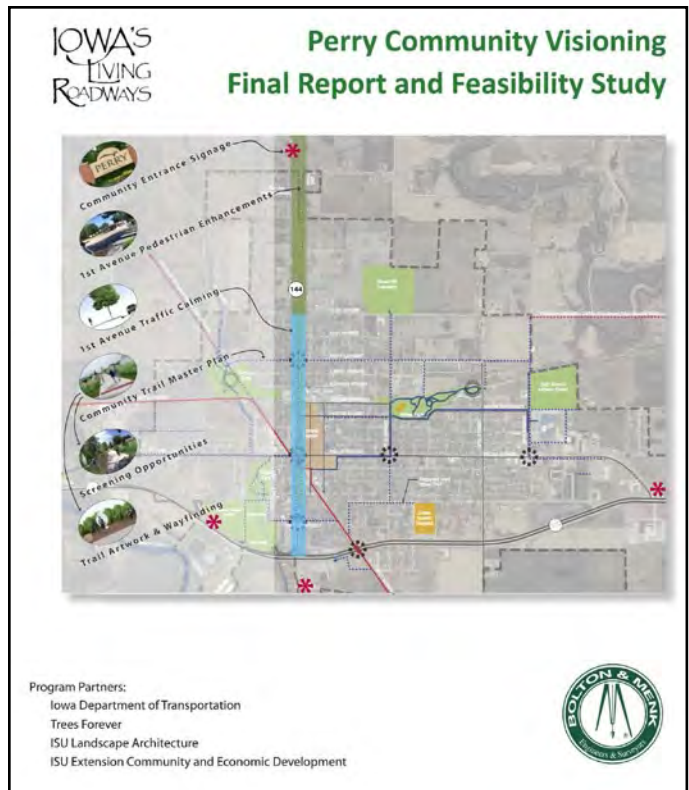 IOWA'S
LIVING
ROADWAYS
Perry Community Visioning
Final Report and Feasibility Study
PERRY
Community Entrance Signage
1st Avenue Pedestrian Enhancements
144
1st Avenue Traffic Calming
Community Trail Master Plan
Screening Opportunities
Trail Artwork & Wayfinding
Program Partners:
Iowa Department of Transportation
Trees Forever
ISU Landscape Architecture
ISU Extension Community and Economic Development
BOLTON & MENK
Engineers & Surveyors